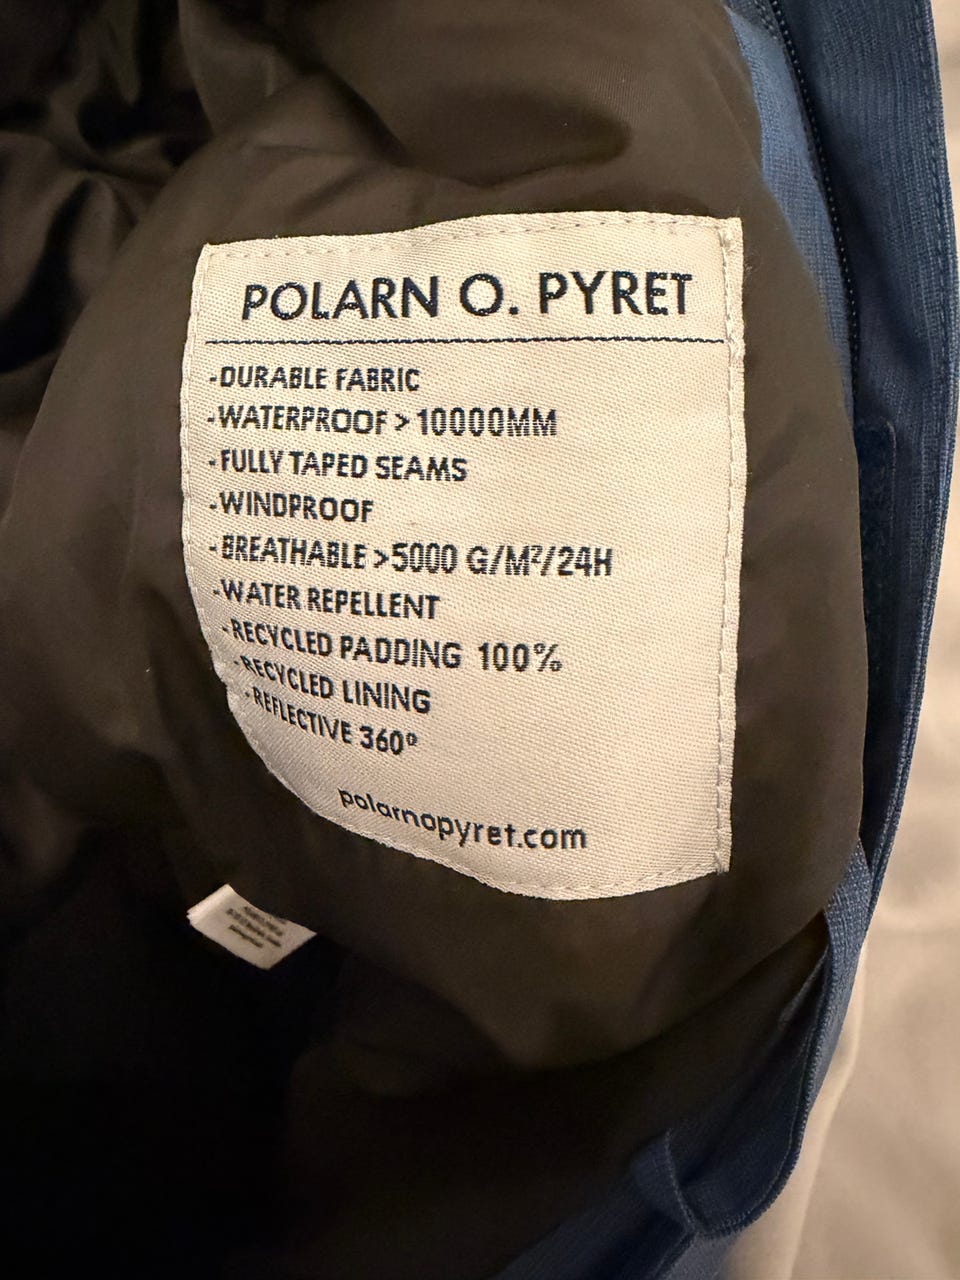 POLARN O. PYRET
-DURABLE FABRIC
-WATERPROOF > 10000MM
-FULLY TAPED SEAMS
-WINDPROOF
-BREATHABLE >5000 G/M²/24H
-WATER REPELLENT
-RECYCLED PADDING 100%
-RECYCLED LINING
-REFLECTIVE 360º
polarnopyret.com